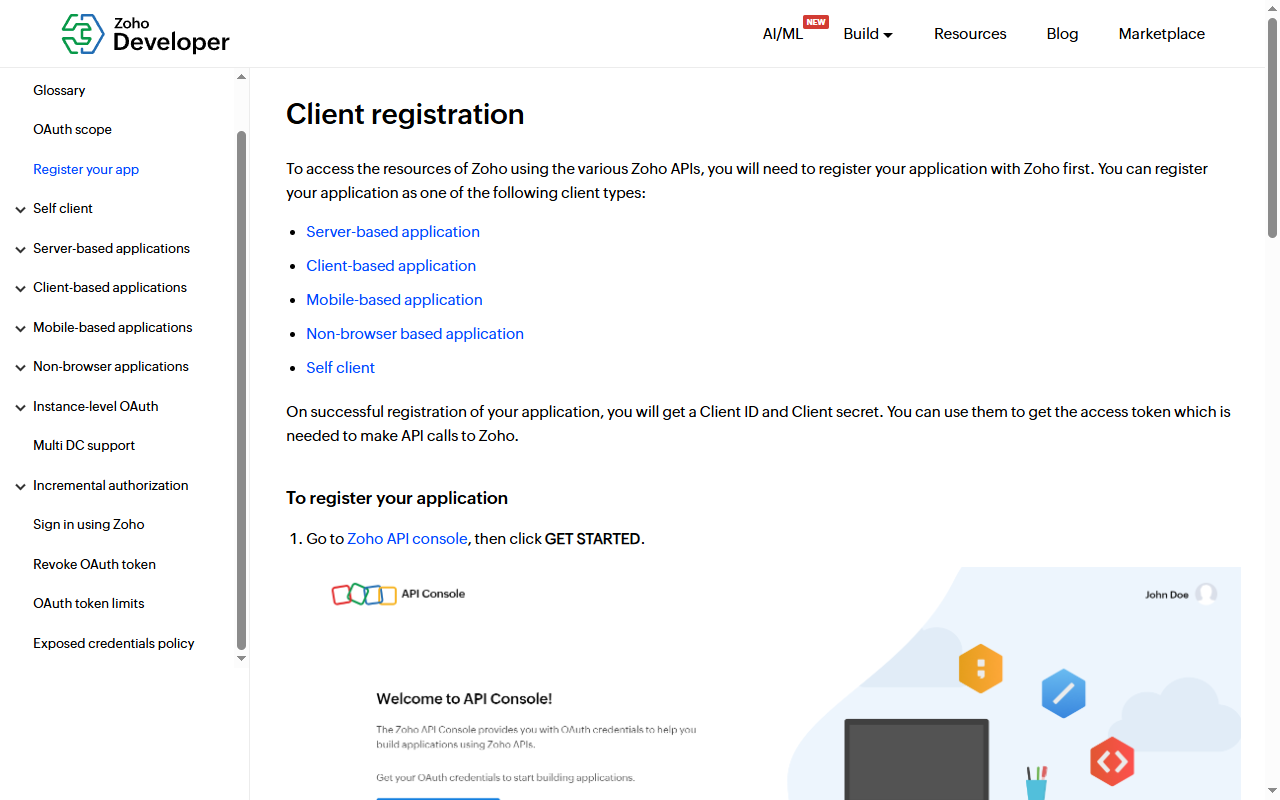 Zoho
Developer
AI/ML
NEW
Build
Resources
Blog
Marketplace
Glossary
OAuth scope
Register your app
Self client
Server-based applications
Client-based applications
Mobile-based applications
Non-browser applications
Instance-level OAuth
Multi DC support
Incremental authorization
Sign in using Zoho
Revoke OAuth token
OAuth token limits
Exposed credentials policy
Client registration
To access the resources of Zoho using the various Zoho APIs, you will need to register your application with Zoho first. You can register
your application as one of the following client types:
• Server-based application
• Client-based application
• Mobile-based application
• Non-browser based application
• Self client
On successful registration of your application, you will get a Client ID and Client secret. You can use them to get the access token which is
needed to make API calls to Zoho.
To register your application
1. Go to Zoho API console, then click GET STARTED.
API Console
John Doe
Welcome to API Console!
The Zoho API Console provides you with OAuth credentials to help you
build applications using Zoho APIs.
Get your OAuth credentials to start building applications.